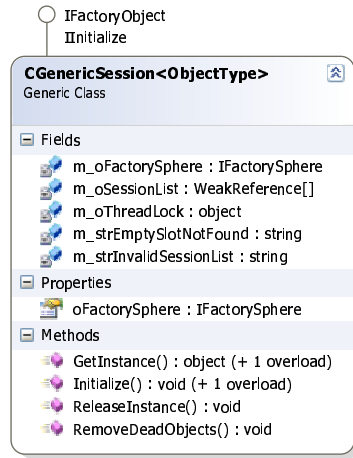 IFactoryObject
IInitialize
CGenericSession<ObjectType>
Generic Class
Fields
m_oFactorySphere : IFactorySphere
m_oSessionList : WeakReference[]
m_oThreadLock : object
m_strEmptySlotNotFound : string
m_strInvalidSessionList : string
Properties
oFactorySphere : IFactorySphere
Methods
GetInstance() : object (+ 1 overload)
Initialize() : void (+ 1 overload)
ReleaseInstance() : void
RemoveDeadObjects() : void